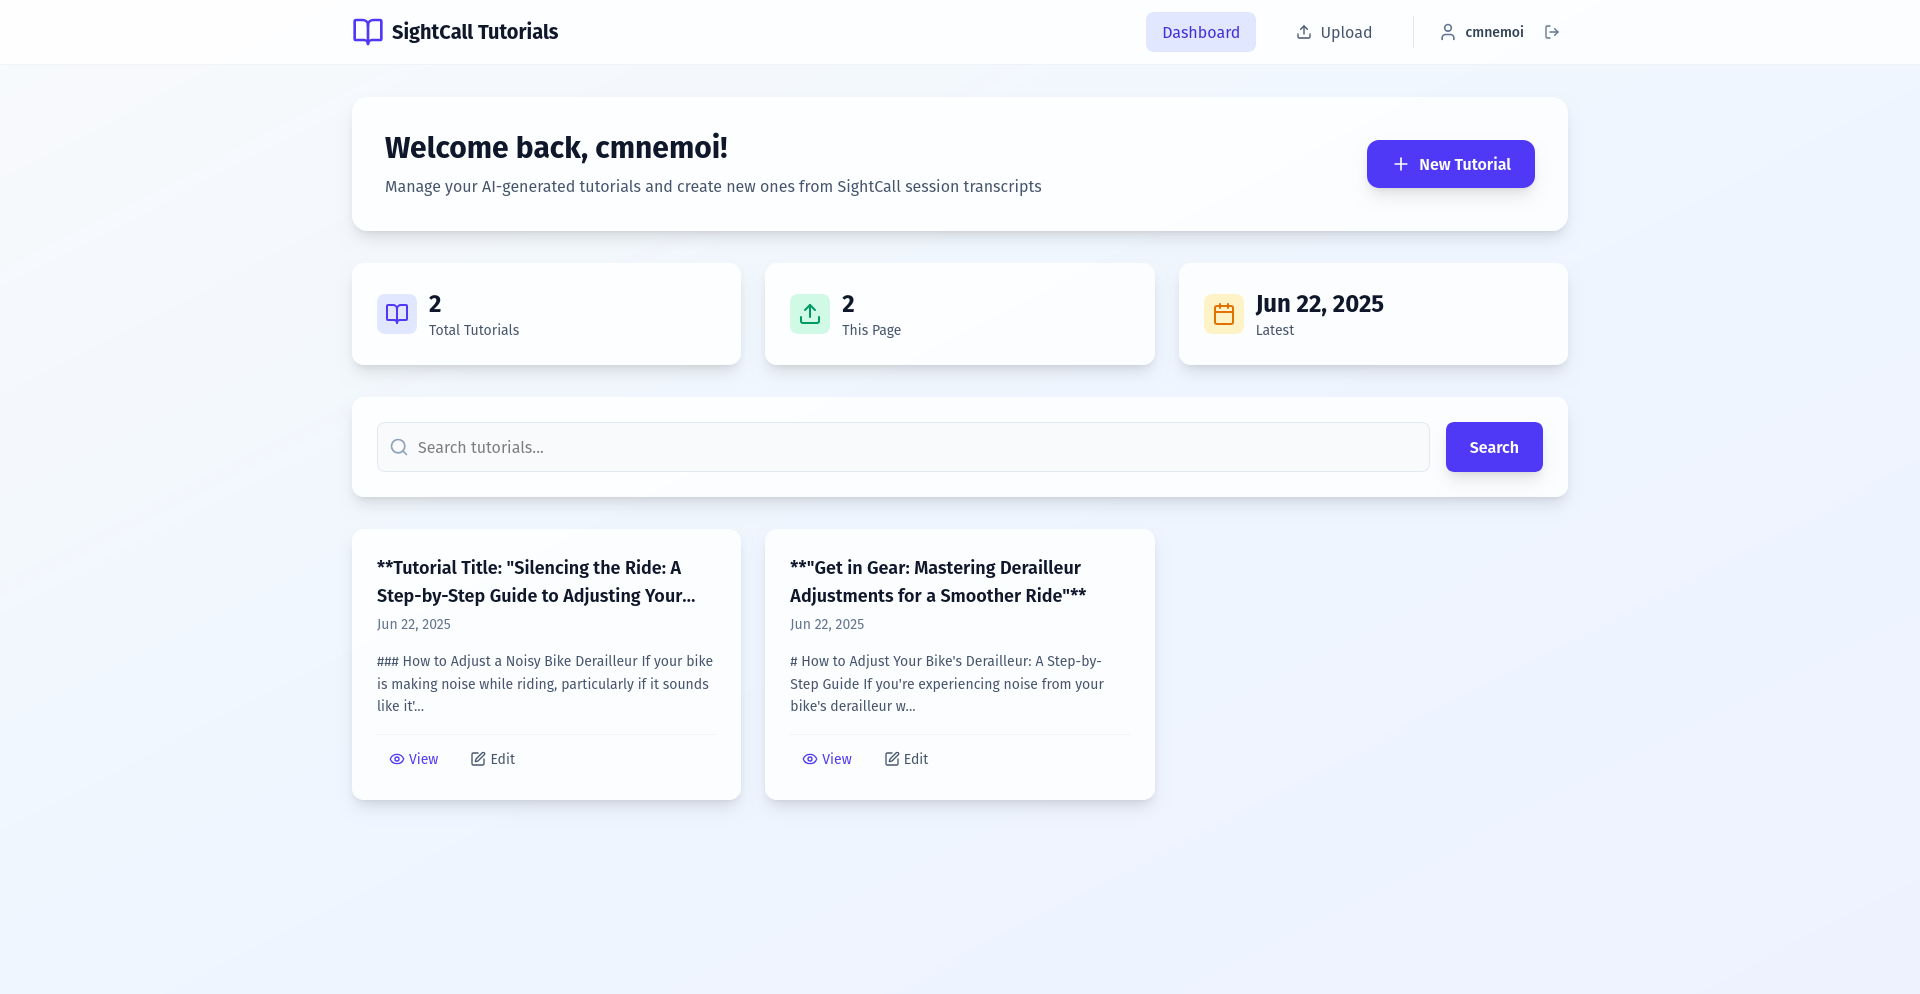 SightCall Tutorials
Dashboard
Upload
cmnemoi
Welcome back, cmnemoi!
Manage your AI-generated tutorials and create new ones from SightCall session transcripts
New Tutorial
2
Total Tutorials
2
This Page
Jun 22, 2025
Latest
Search tutorials...
Search
**Tutorial Title: "Silencing the Ride: A
Step-by-Step Guide to Adjusting Your...
Jun 22, 2025
### How to Adjust a Noisy Bike Derailleur If your bike
is making noise while riding, particularly if it sounds
like it'...
View
Edit
**"Get in Gear: Mastering Derailleur
Adjustments for a Smoother Ride"**
Jun 22, 2025
# How to Adjust Your Bike's Derailleur: A Step-by-
Step Guide If you're experiencing noise from your
bike's derailleur w...
View
Edit